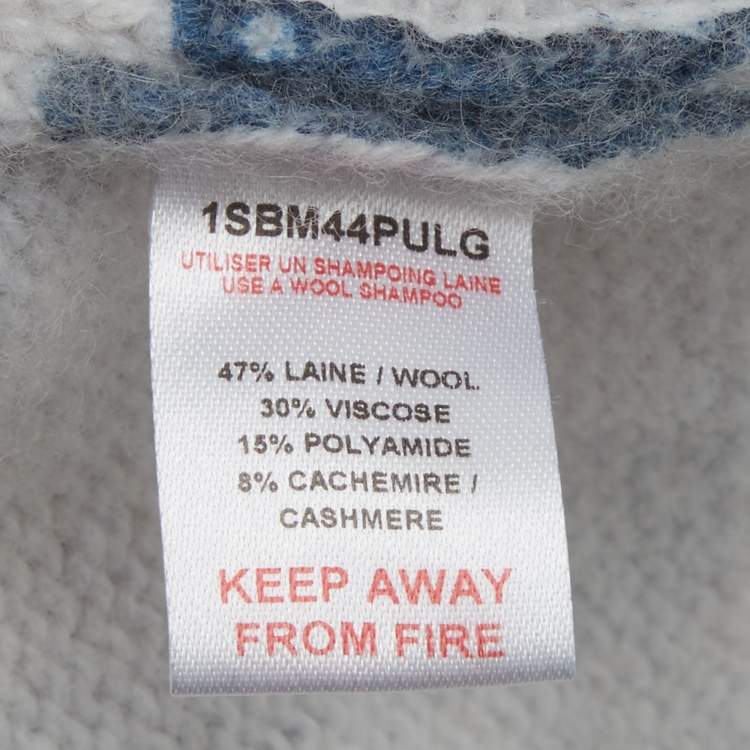 1SBM44PULG
UTILISER UN SHAMPOING LAINE
USE A WOOL SHAMPOO
47% LAINE / WOOL
30% VISCOSE
15% POLYAMIDE
8% CACHEMIRE /
CASHMERE
KEEP AWAY
FROM FIRE